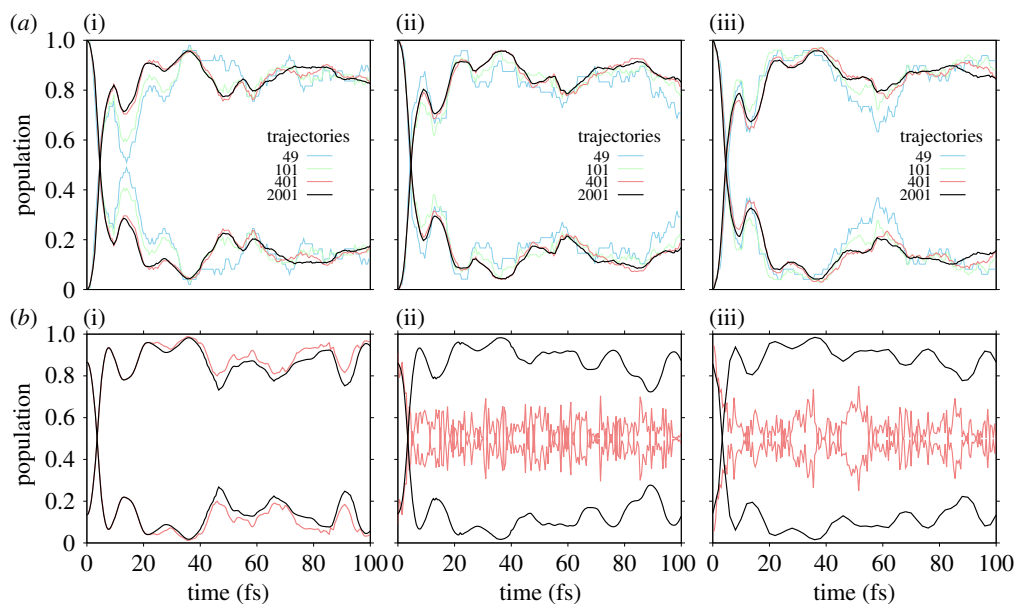 (a) (i) (ii) (iii)
1.0
0.8
0.6
0.4
0.2
0
population
trajectories
49
101
401
2001
trajectories
49
101
401
2001
trajectories
49
101
401
2001
(b) (i) (ii) (iii)
1.0
0.8
0.6
0.4
0.2
0
population
0 20 40 60 80 100 0 20 40 60 80 100 0 20 40 60 80 100
time (fs) time (fs) time (fs)